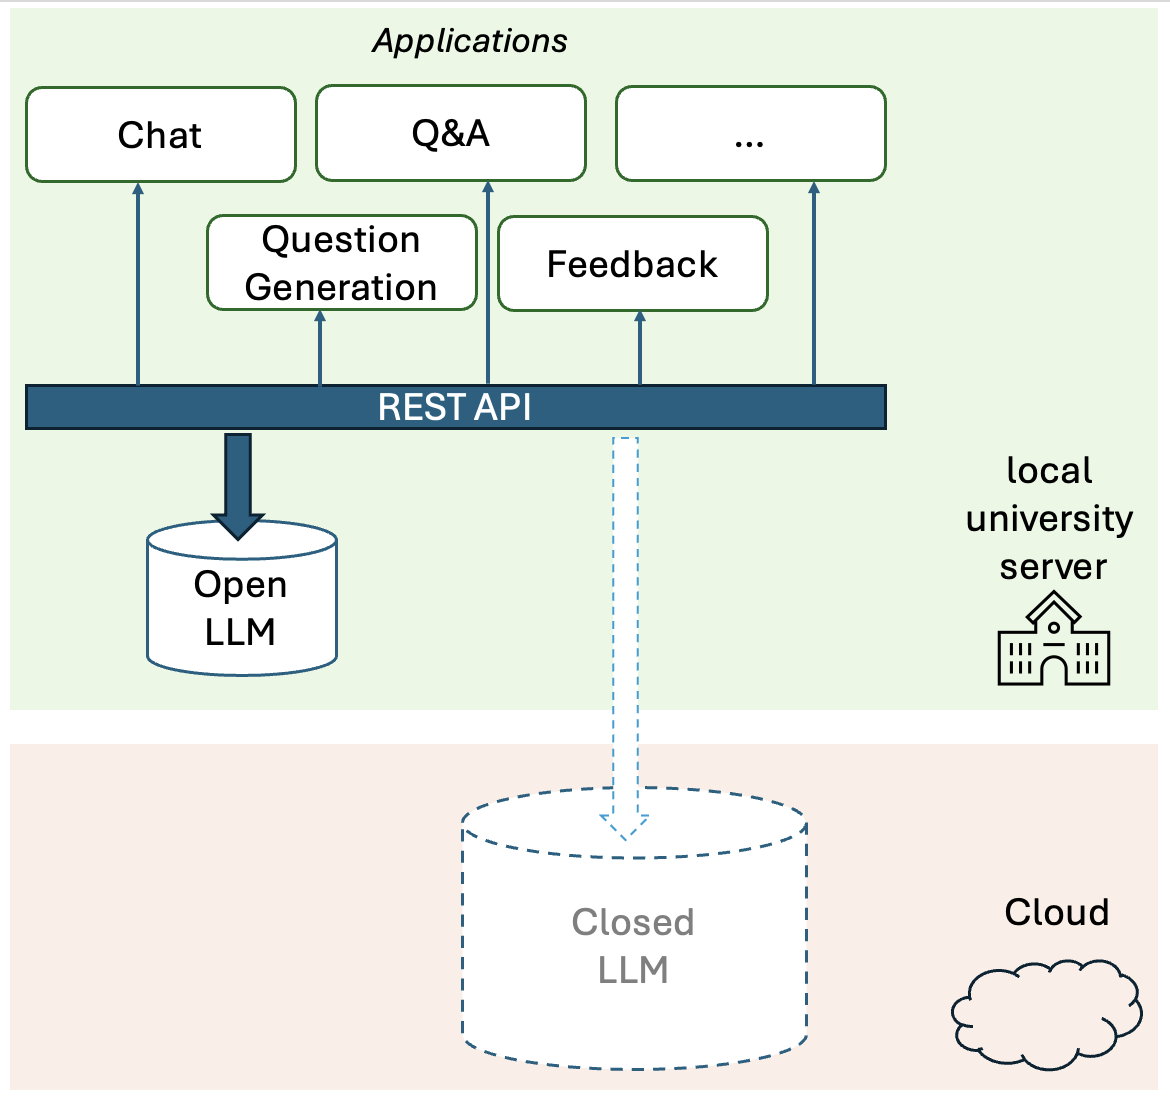 Applications
Chat
Q&A
...
Question
Generation
Feedback
REST API
local
university
server
Open
LLM
Cloud
Closed
LLM